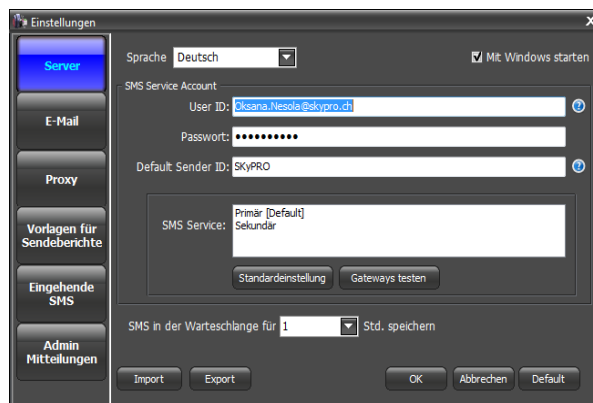 Einstellungen
Server
E-Mail
Proxy
Vorlagen für
Sendeberichte
Eingehende
SMS
Admin
Mitteilungen
Sprache Deutsch
Mit Windows starten
SMS Service Account
User ID: Oksana.Nesola@skypro.ch
Passwort: ••••••••••
Default Sender ID: SKyPRO
SMS Service: Primär [Default]
Sekundär
Standardeinstellung Gateways testen
SMS in der Warteschlange für 1 Std. speichern
Import Export OK Abbrechen Default